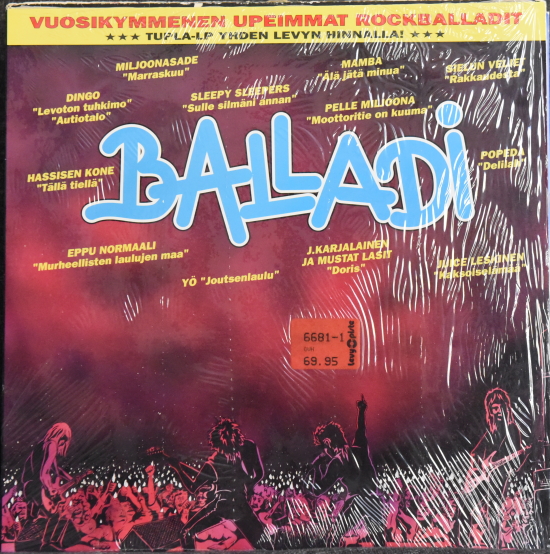 VUOSIKYMMENEN UPEIMMAT ROCKBALLADIT
★★★ TUPLA-LP YHDEN LEVYN HINNALLA! ★★★
MILJOONASADE
"Marraskuu"
MAMBA
"Älä jätä minua"
SIELUN VELJET
"Rakkaudesta"
DINGO
"Levoton tuhkimo"
"Autiotalo"
SLEEPY SLEEPERS
"Sulle silmäni annan"
PELLE MILJOONA
"Moottoritie on kuuma"
BALLADI
HASSISEN KONE
"Tällä tiellä"
POPEDA
"Delilah"
EPPU NORMAALI
"Murheellisten laulujen maa"
YÖ "Joutsenlaulu"
J.KARJALAINEN
JA MUSTAT LASIT
"Doris"
JUICE LESKINEN
"Kaksoiselämää"
6681-1
69.95
Levypiste